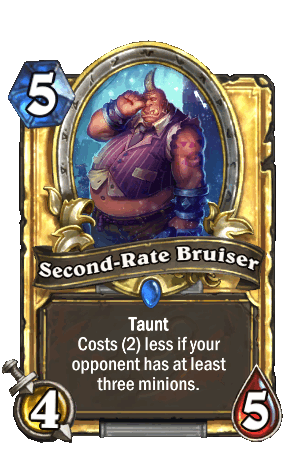 5
Second-Rate Bruiser
Taunt
Costs (2) less if your
opponent has at least
three minions.
4
5